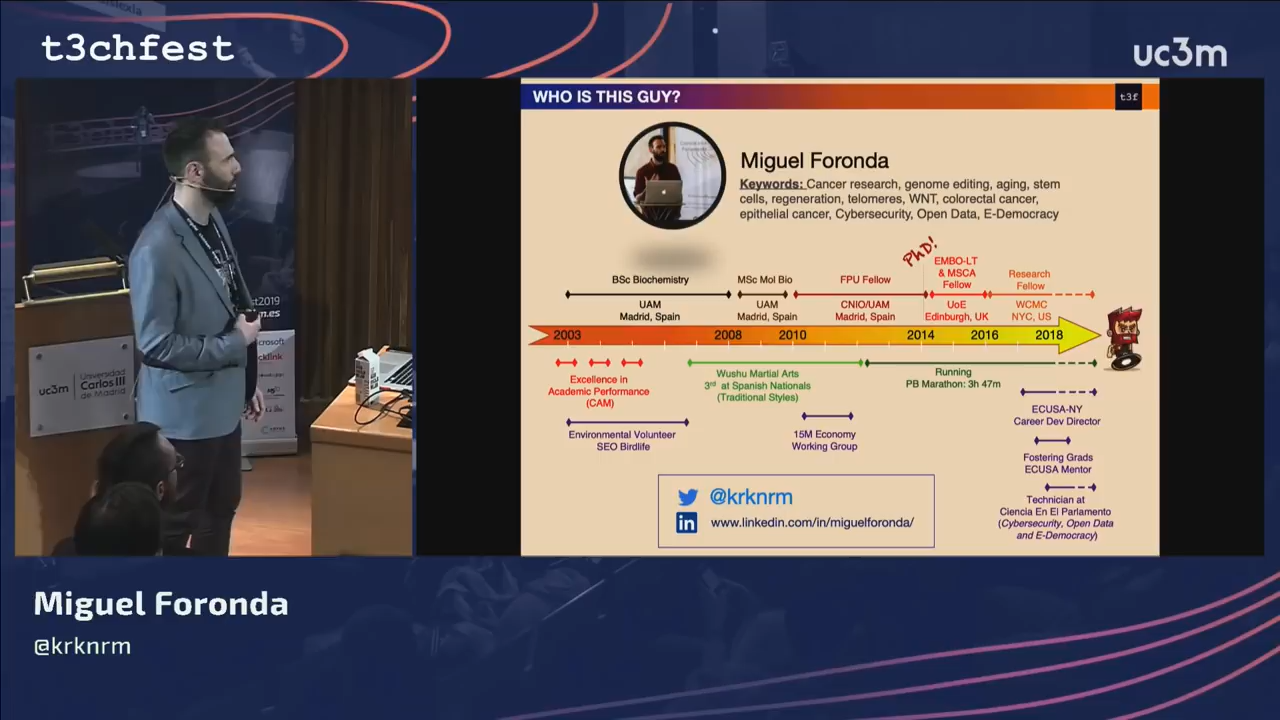 t3chfest
uc3m
WHO IS THIS GUY?
t3f
Miguel Foronda
Keywords: Cancer research, genome editing, aging, stem
cells, regeneration, telomeres, WNT, colorectal cancer,
epithelial cancer, Cybersecurity, Open Data, E-Democracy
PhD!
BSc Biochemistry
UAM
Madrid, Spain
MSc Mol Bio
UAM
Madrid, Spain
FPU Fellow
CNIO/UAM
Madrid, Spain
EMBO-LT
& MSCA
Fellow
UoE
Edinburgh, UK
Research
Fellow
WCMC
NYC, US
2003 2008 2010 2014 2016 2018
Excellence in
Academic Performance
(CAM)
Wushu Martial Arts
3rd at Spanish Nationals
(Traditional Styles)
Running
PB Marathon: 3h 47m
Environmental Volunteer
SEO Birdlife
15M Economy
Working Group
ECUSA-NY
Career Dev Director
Fostering Grads
ECUSA Mentor
Technician at
Ciencia En El Parlamento
(Cybersecurity, Open Data
and E-Democracy)
@krknrm
in www.linkedin.com/in/miguelforonda/
uc3m Universidad
Carlos III
de Madrid
Miguel Foronda
@krknrm